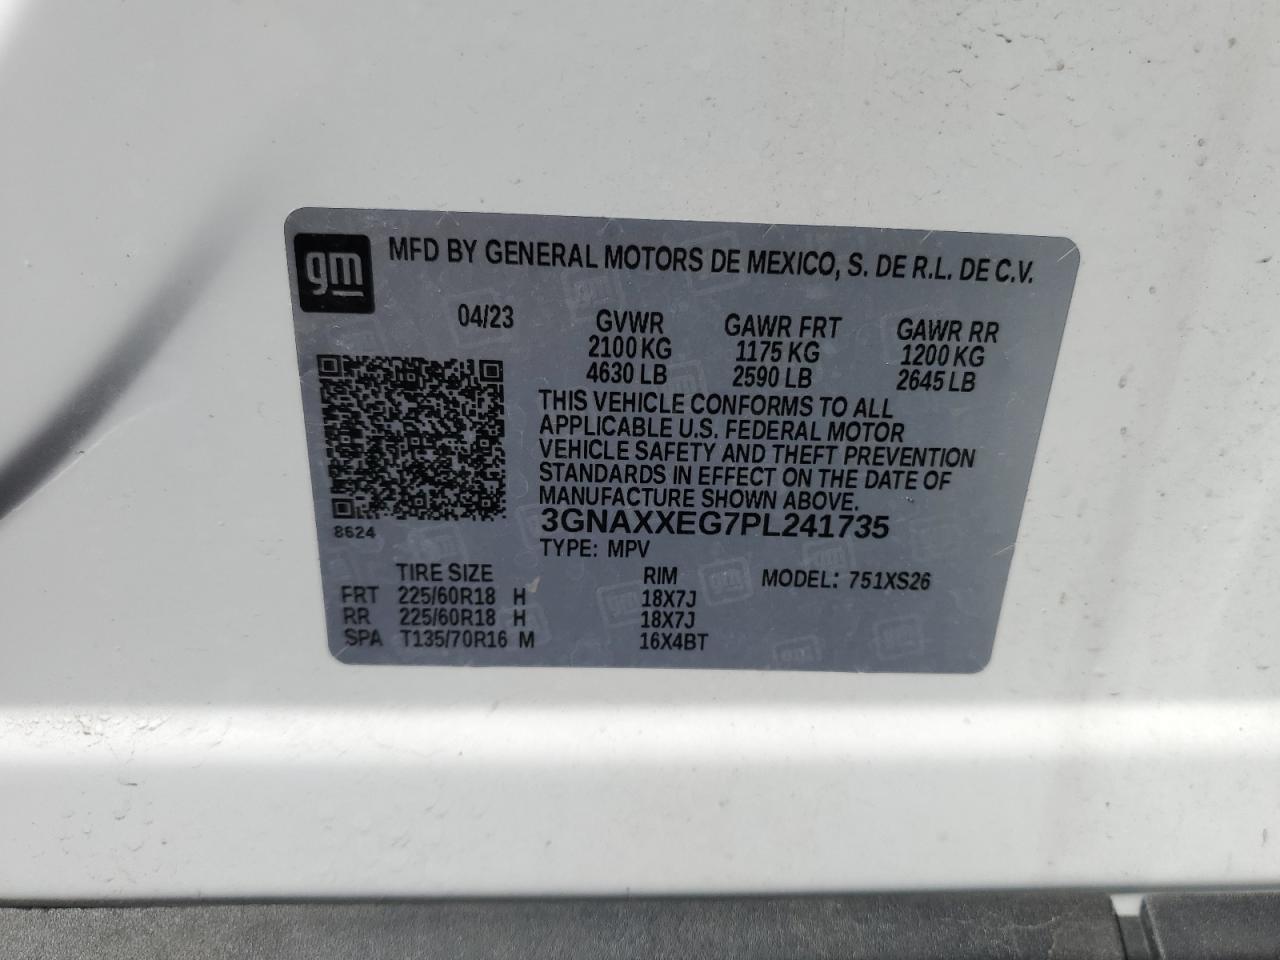 gm
MFD BY GENERAL MOTORS DE MEXICO, S. DE R.L. DE C.V.
04/23 GVWR GAWR FRT GAWR RR
2100 KG 1175 KG 1200 KG
4630 LB 2590 LB 2645 LB
THIS VEHICLE CONFORMS TO ALL
APPLICABLE U.S. FEDERAL MOTOR
VEHICLE SAFETY AND THEFT PREVENTION
STANDARDS IN EFFECT ON THE DATE OF
MANUFACTURE SHOWN ABOVE.
8624
3GNAXXEG7PL241735
TYPE: MPV
TIRE SIZE RIM MODEL: 751XS26
FRT 225/60R18 H 18X7J
RR 225/60R18 H 18X7J
SPA T135/70R16 M 16X4BT